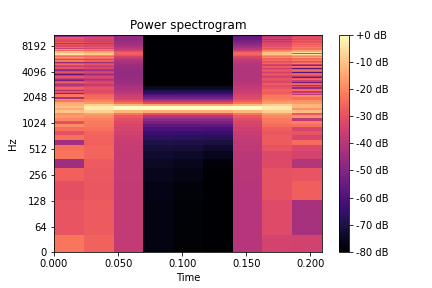 Power spectrogram
8192
4096
2048
1024
512
256
128
64
0
Hz
0.000 0.050 0.100 0.150 0.200
Time
+0 dB
-10 dB
-20 dB
-30 dB
-40 dB
-50 dB
-60 dB
-70 dB
-80 dB